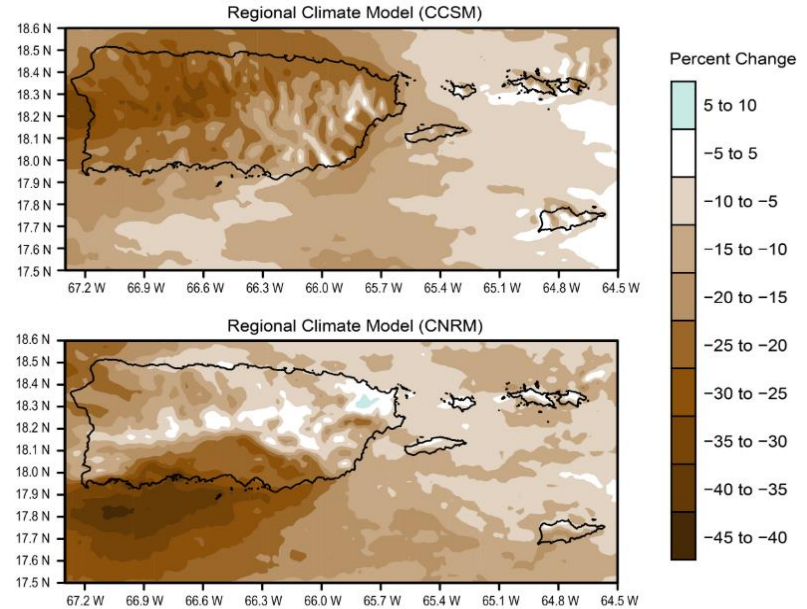 Regional Climate Model (CCSM)
18.6 N
18.5 N
18.4 N
18.3 N
18.2 N
18.1 N
18.0 N
17.9 N
17.8 N
17.7 N
17.6 N
17.5 N
67.2 W 66.9 W 66.6 W 66.3 W 66.0 W 65.7 W 65.4 W 65.1 W 64.8 W 64.5 W
Regional Climate Model (CNRM)
18.6 N
18.5 N
18.4 N
18.3 N
18.2 N
18.1 N
18.0 N
17.9 N
17.8 N
17.7 N
17.6 N
17.5 N
67.2 W 66.9 W 66.6 W 66.3 W 66.0 W 65.7 W 65.4 W 65.1 W 64.8 W 64.5 W
Percent Change
5 to 10
−5 to 5
−10 to −5
−15 to −10
−20 to −15
−25 to −20
−30 to −25
−35 to −30
−40 to −35
−45 to −40